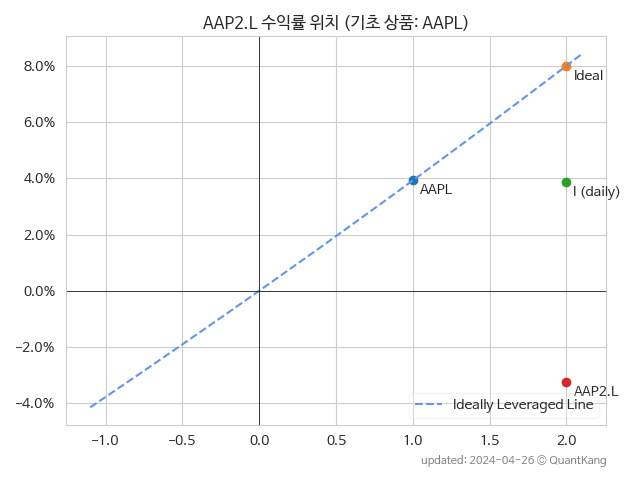 AAP2.L 수익률 위치 (기초 상품: AAPL)
8.0%
Ideal
6.0%
4.0%
AAPL
I (daily)
2.0%
0.0%
−2.0%
AAP2.L
−4.0%
Ideally Leveraged Line
−1.0 −0.5 0.0 0.5 1.0 1.5 2.0
updated: 2024-04-26 © QuantKang